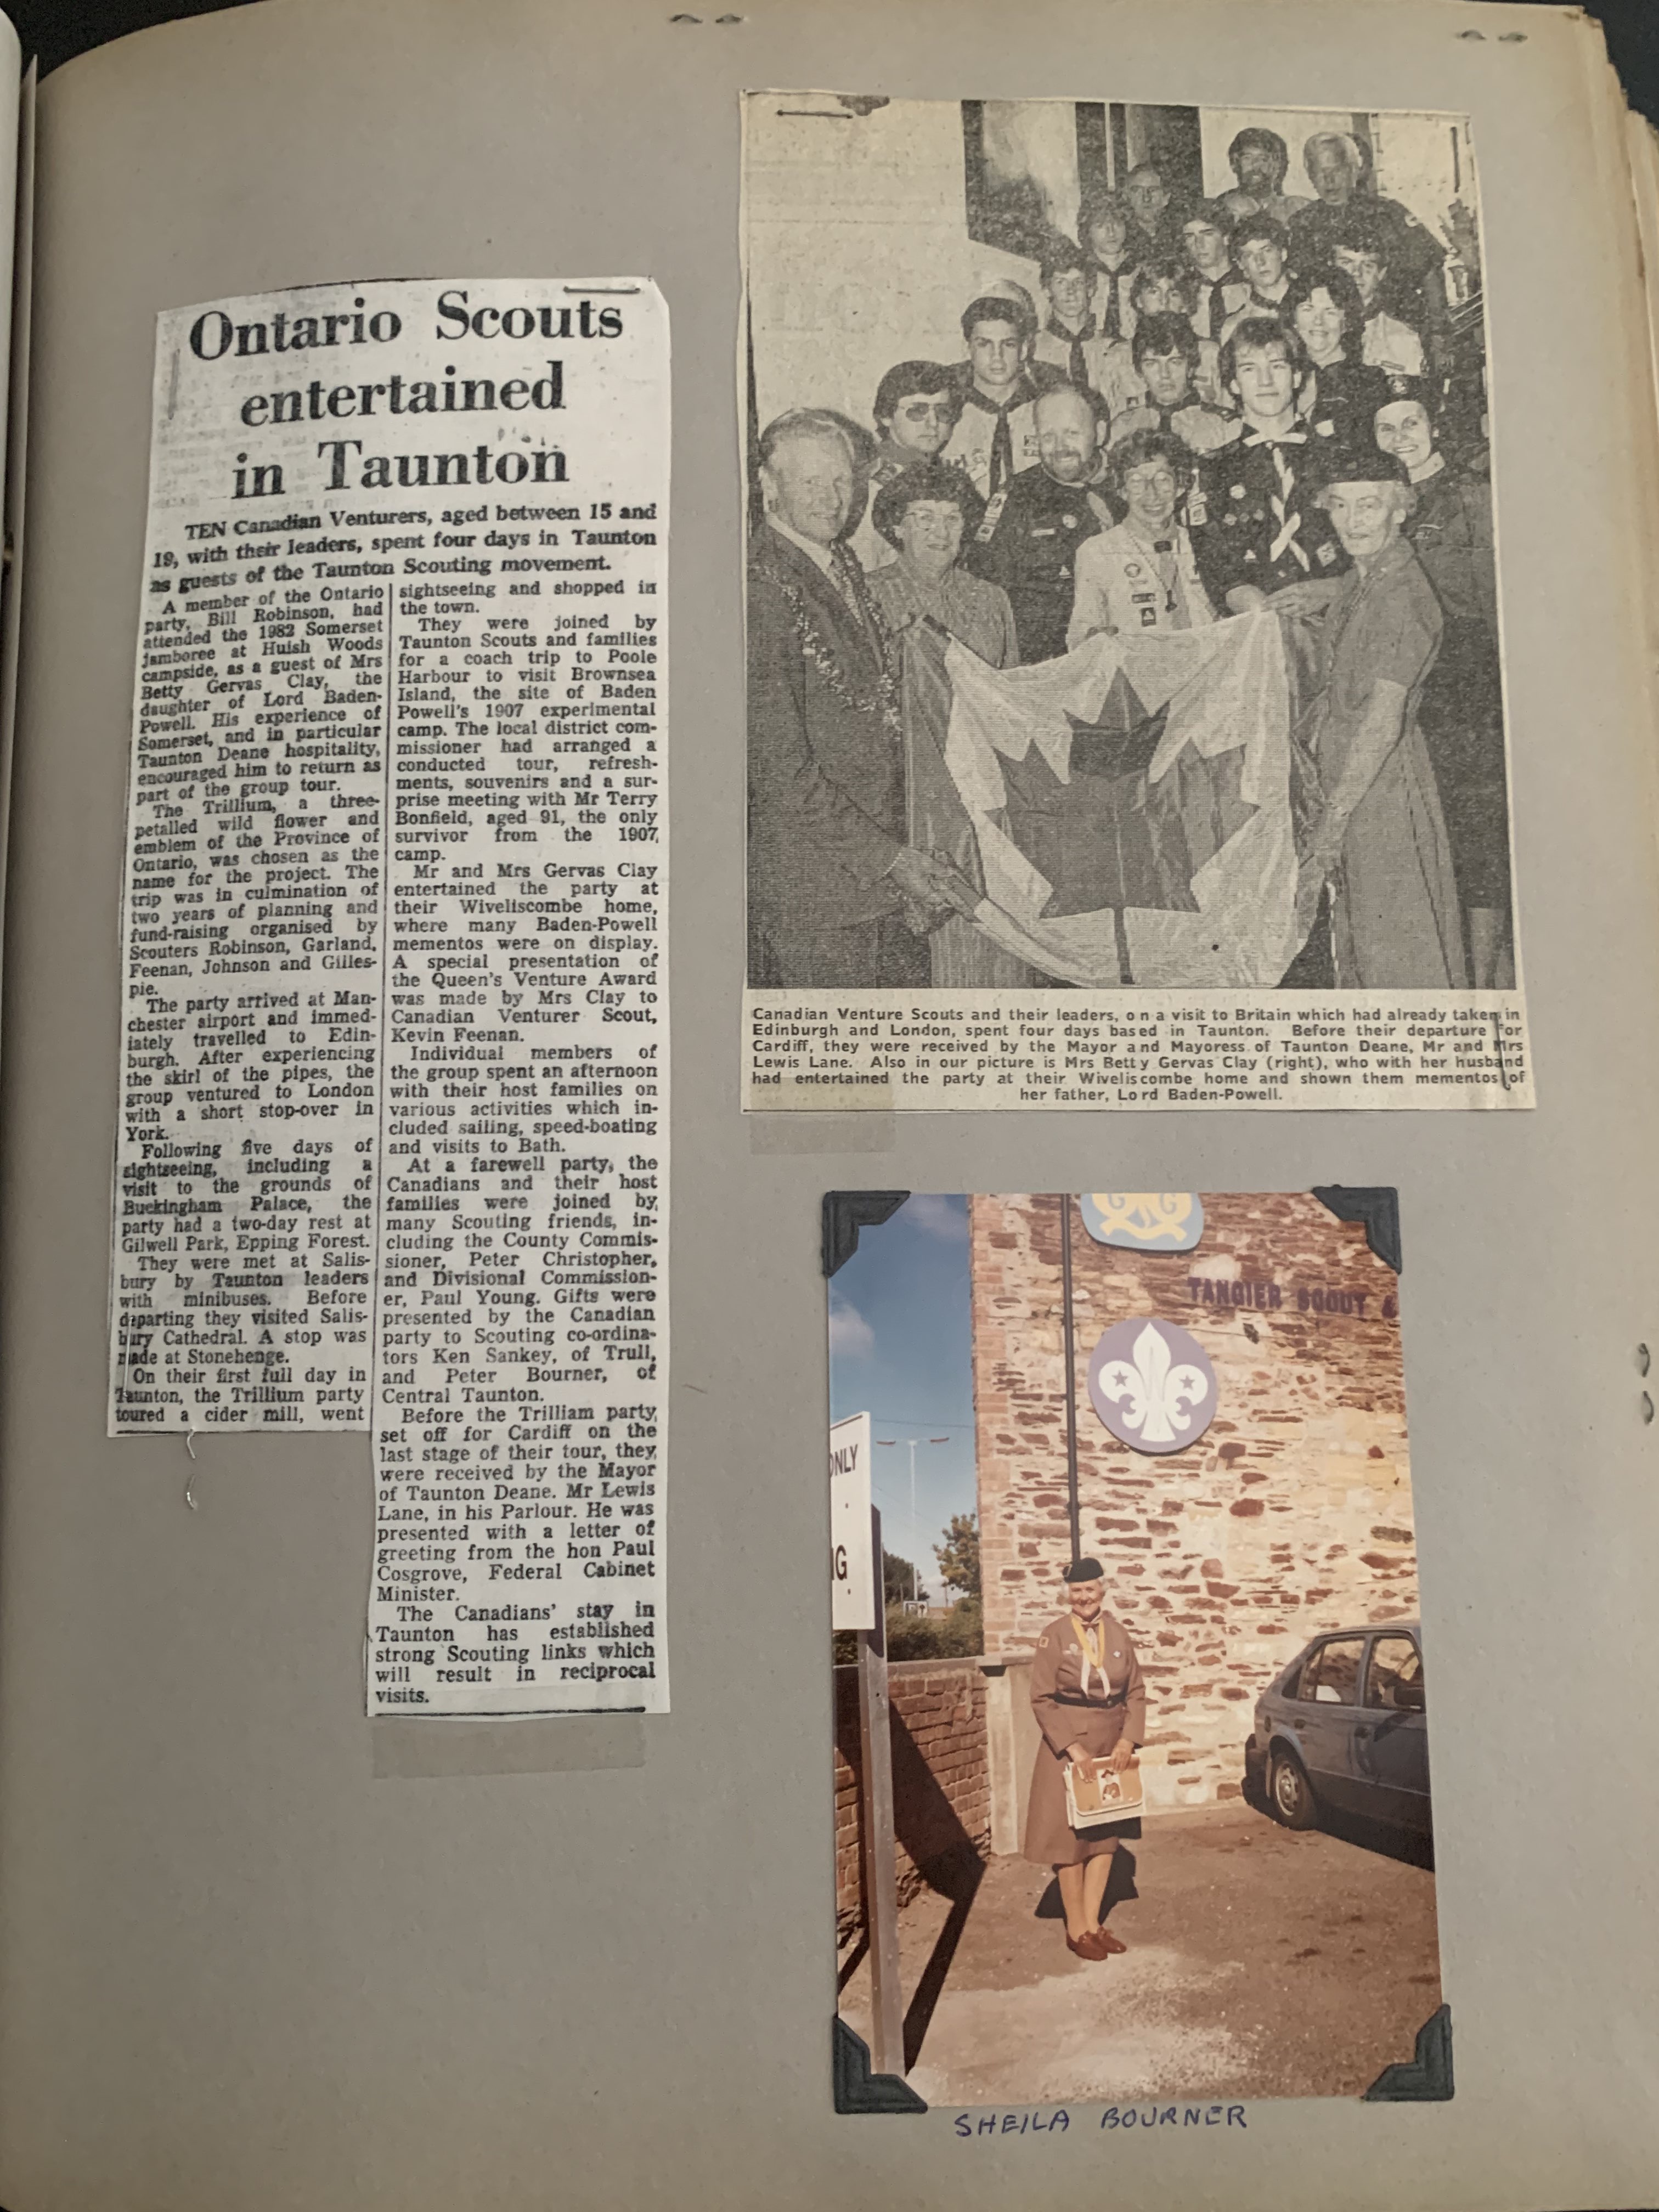 Ontario Scouts
entertained
in Taunton
TEN Canadian Venturers, aged between 15 and
19, with their leaders, spent four days in Taunton
as guests of the Taunton Scouting movement.
A member of the Ontario
party, Bill Robinson, had
attended the 1982 Somerset
jamboree at Huish Woods
campside, as a guest of Mrs
Betty Gervas Clay, the
daughter of Lord Baden-
Powell. His experience of
Somerset, and in particular
Taunton Deane hospitality,
encouraged him to return as
part of the group tour.
The Trillium, a three-
petalled wild flower and
emblem of the Province of
Ontario, was chosen as the
name for the project. The
trip was in culmination of
two years of planning and
fund-raising organised by
Scouters Robinson, Garland,
Feenan, Johnson and Gilles-
pie.
The party arrived at Man-
chester airport and immed-
iately travelled to Edin-
burgh. After experiencing
the skirl of the pipes, the
group ventured to London
with a short stop-over in
York.
Following five days of
sightseeing, including a
visit to the grounds of
Buckingham Palace, the
party had a two-day rest at
Gilwell Park, Epping Forest.
They were met at Salis-
bury by Taunton leaders
with minibuses. Before
departing they visited Salis-
bury Cathedral. A stop was
made at Stonehenge.
On their first full day in
Taunton, the Trillium party
toured a cider mill, went
sightseeing and shopped in
the town.
They were joined by
Taunton Scouts and families
for a coach trip to Poole
Harbour to visit Brownsea
Island, the site of Baden
Powell's 1907 experimental
camp. The local district com-
missioner had arranged a
conducted tour, refresh-
ments, souvenirs and a sur-
prise meeting with Mr Terry
Bonfield, aged 91, the only
survivor from the 1907,
camp.
Mr and Mrs Gervas Clay
entertained the party at
their Wiveliscombe home,
where many Baden-Powell
mementos were on display.
A special presentation of
the Queen's Venture Award
was made by Mrs Clay to
Canadian Venturer Scout,
Kevin Feenan.
Individual members of
the group spent an afternoon
with their host families on
various activities which in-
cluded sailing, speed-boating
and visits to Bath.
At a farewell party, the
Canadians and their host
families were joined by
many Scouting friends, in-
cluding the County Commis-
sioner, Peter Christopher,
and Divisional Commission-
er, Paul Young. Gifts were
presented by the Canadian
party to Scouting co-ordina-
tors Ken Sankey, of Trull,
and Peter Bourner, of
Central Taunton.
Before the Trilliam party
set off for Cardiff on the
last stage of their tour, they
were received by the Mayor
of Taunton Deane. Mr Lewis
Lane, in his Parlour. He was
presented with a letter of
greeting from the hon Paul
Cosgrove, Federal Cabinet
Minister.
The Canadians' stay in
Taunton has established
strong Scouting links which
will result in reciprocal
visits.
Canadian Venture Scouts and their leaders, on a visit to Britain which had already taken in
Edinburgh and London, spent four days based in Taunton. Before their departure for
Cardiff, they were received by the Mayor and Mayoress of Taunton Deane, Mr and Mrs
Lewis Lane. Also in our picture is Mrs Betty Gervas Clay (right), who with her husband
had entertained the party at their Wiveliscombe home and shown them mementos of
her father, Lord Baden-Powell.
GG
TANGIER SCOUT &
ONLY
G
SHEILA BOURNER